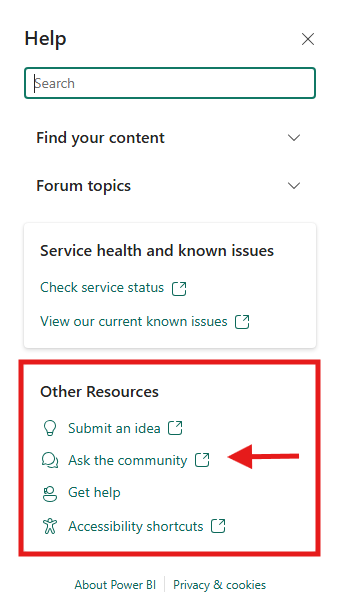 Help
Search
Find your content
Forum topics
Service health and known issues
Check service status
View our current known issues
Other Resources
Submit an idea
Ask the community
Get help
Accessibility shortcuts
About Power BI
Privacy & cookies